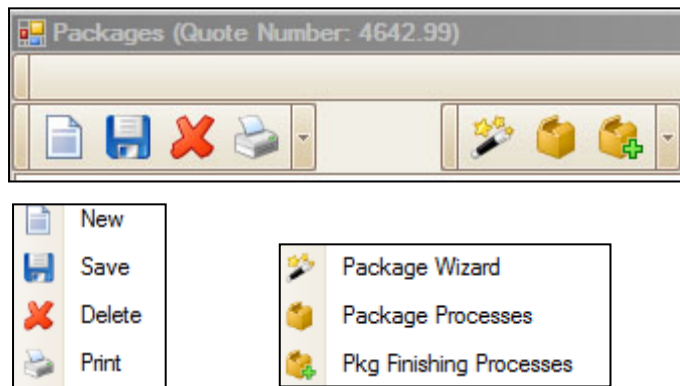 Packages (Quote Number: 4642.99)
New
Save
Delete
Print
Package Wizard
Package Processes
Pkg Finishing Processes